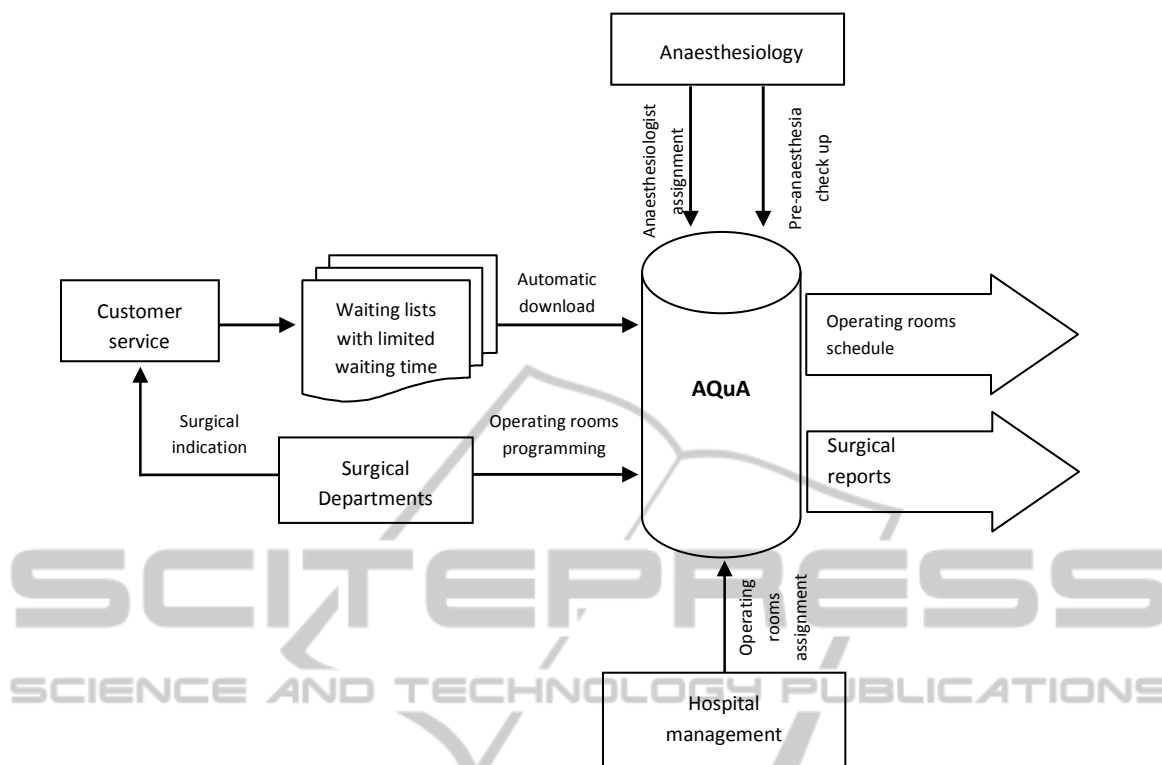 Anaesthesiology
Anaesthesiologist
assignment
Pre-anaesthesia
check up
Customer
service
Waiting lists
with limited
waiting time
Automatic
download
AQuA
Operating rooms
schedule
Surgical
indication
Surgical
Departments
Operating rooms
programming
Surgical
reports
SCITEPRESS
SCIENCE AND TECHNOLOGY PUBLICATIONS
Operating
rooms
assignment
Hospital
management